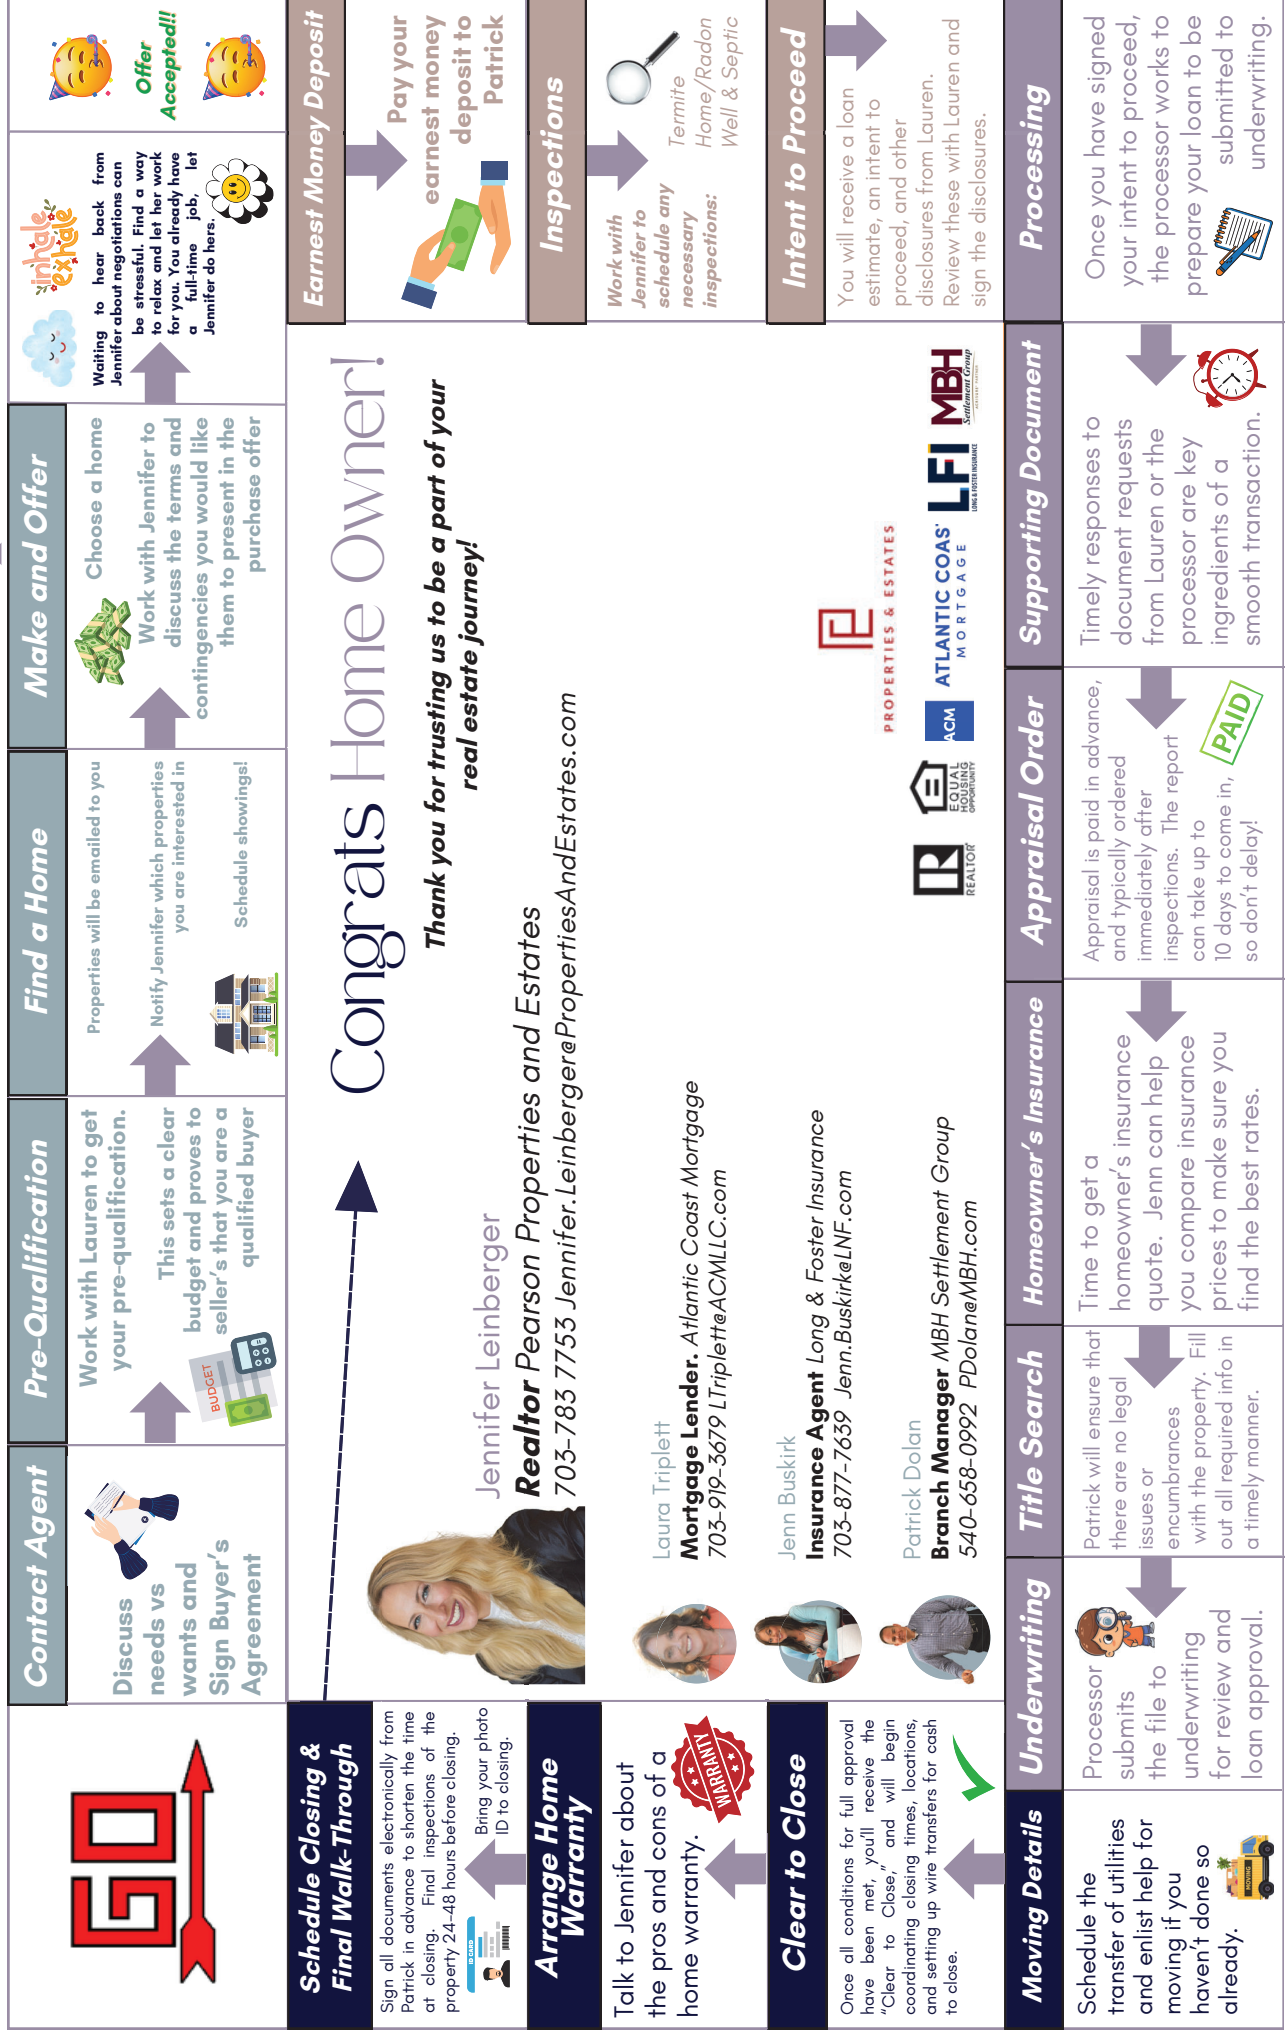 GO
Contact Agent
Discuss
needs vs
wants and
Sign Buyer's
Agreement
Pre-Qualification
Work with Lauren to get
your pre-qualification.
This sets a clear
budget and proves to
seller's that you are a
qualified buyer
BUDGET
Find a Home
Properties will be emailed to you
Notify Jennifer which properties
you are interested in
Schedule showings!
Make and Offer
Choose a home
Work with Jennifer to
discuss the terms and
contingencies you would like
them to present in the
purchase offer
inhale
exhale
Waiting to hear back from
Jennifer about negotiations can
be stressful. Find a way
to relax and let her work
for you. You already have
a full-time job, let
Jennifer do hers.
Offer
Accepted!!
Earnest Money Deposit
Pay your
earnest money
deposit to
Patrick
Inspections
Work with
Jennifer to
schedule any
necessary
inspections:
Termite
Home/Radon
Well & Septic
Intent to Proceed
You will receive a loan
estimate, an intent to
proceed, and other
disclosures from Lauren.
Review these with Lauren and
sign the disclosures.
Processing
Once you have signed
your intent to proceed,
the processor works to
prepare your loan to be
submitted to
underwriting.
Supporting Document
Timely responses to
document requests
from Lauren or the
processor are key
ingredients of a
smooth transaction.
Appraisal Order
Appraisal is paid in advance,
and typically ordered
immediately after
inspections. The report
can take up to
10 days to come in,
so don't delay!
PAID
Homeowner's Insurance
Time to get a
homeowner's insurance
quote. Jenn can help
you compare insurance
prices to make sure you
find the best rates.
Title Search
Patrick will ensure that
there are no legal
issues or
encumbrances
with the property. Fill
out all required info in
a timely manner.
Underwriting
Processor
submits
the file to
underwriting
for review and
loan approval.
Moving Details
Schedule the
transfer of utilities
and enlist help for
moving if you
haven't done so
already.
MOVING
Clear to Close
Once all conditions for full approval
have been met, you'll receive the
"Clear to Close," and will begin
coordinating closing times, locations,
and setting up wire transfers for cash
to close.
Arrange Home
Warranty
Talk to Jennifer about
the pros and cons of a
home warranty.
WARRANTY
Schedule Closing &
Final Walk-Through
Sign all documents electronically from
Patrick in advance to shorten the time
at closing. Final inspections of the
property 24-48 hours before closing.
Bring your photo
ID to closing.
ID CARD
Congrats Home Owner!
Thank you for trusting us to be a part of your
real estate journey!
Jennifer Leinberger
Realtor Pearson Properties and Estates
703-783 7753 Jennifer.Leinberger@PropertiesAndEstates.com
Laura Triplett
Mortgage Lender. Atlantic Coast Mortgage
703-919-3679 LTriplett@ACMLLC.com
Jenn Buskirk
Insurance Agent Long & Foster Insurance
703-877-7639 Jenn.Buskirk@LNF.com
Patrick Dolan
Branch Manager MBH Settlement Group
540-658-0992 PDolan@MBH.com
PROPERTIES & ESTATES
REALTOR
EQUAL
HOUSING
OPPORTUNITY
ACM
ATLANTIC COAS'
MORTGAGE
LFI
LONG & FOSTER INSURANCE
MBH
Settlement Group